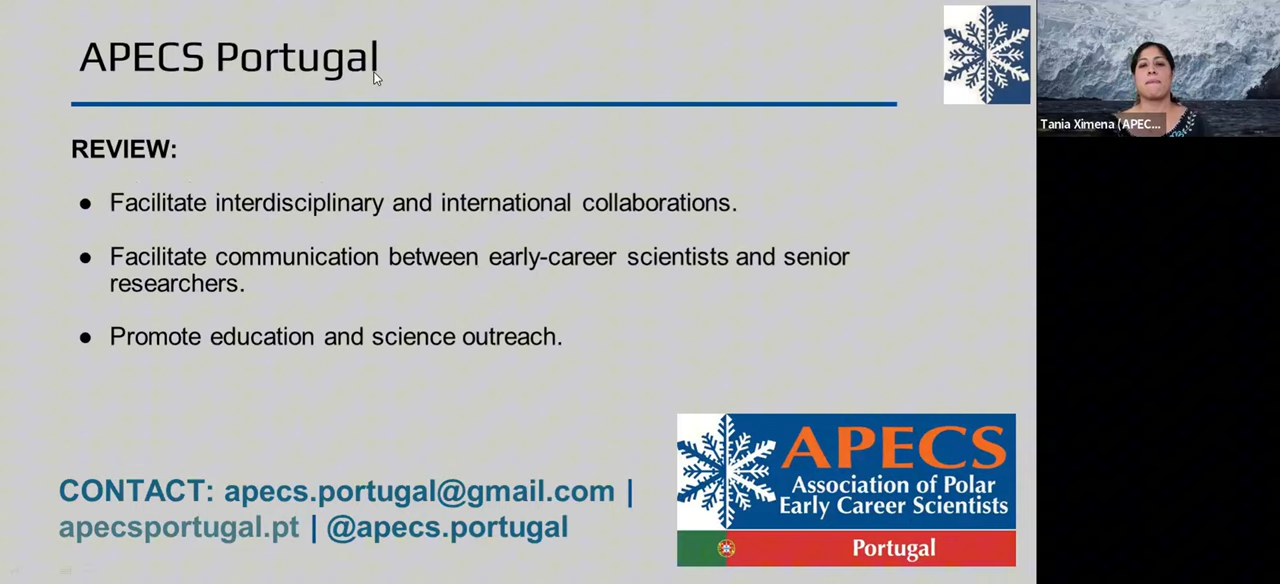 APECS Portugal
Tania Ximena (APEC...
REVIEW:
● Facilitate interdisciplinary and international collaborations.
● Facilitate communication between early-career scientists and senior
researchers.
● Promote education and science outreach.
CONTACT: apecs.portugal@gmail.com |
apecsportugal.pt | @apecs.portugal
APECS
Association of Polar
Early Career Scientists
Portugal